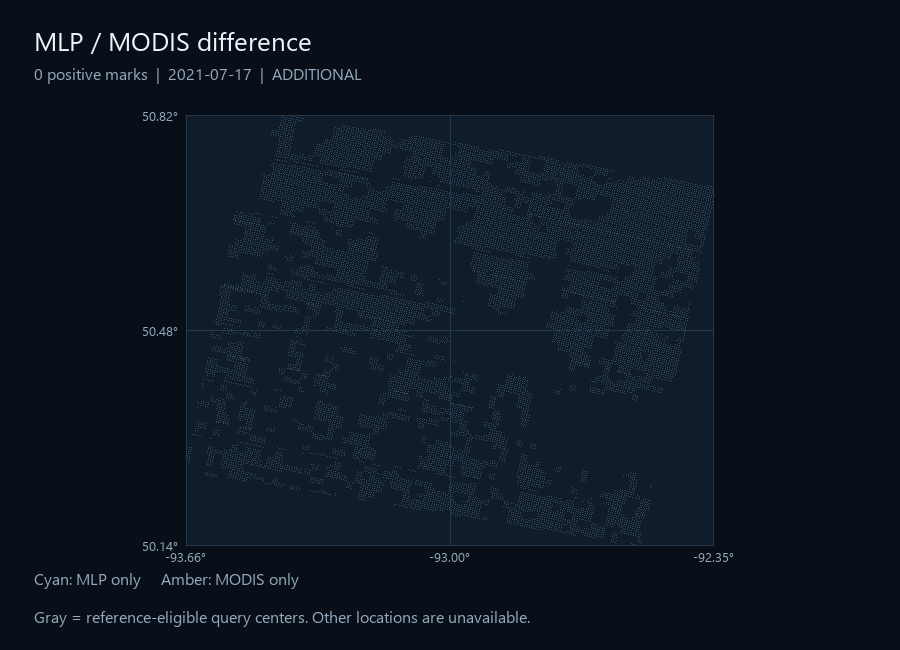 MLP / MODIS difference
0 positive marks | 2021-07-17 | ADDITIONAL
50.82°
50.48°
50.14°
-93.66° -93.00° -92.35°
Cyan: MLP only Amber: MODIS only
Gray = reference-eligible query centers. Other locations are unavailable.